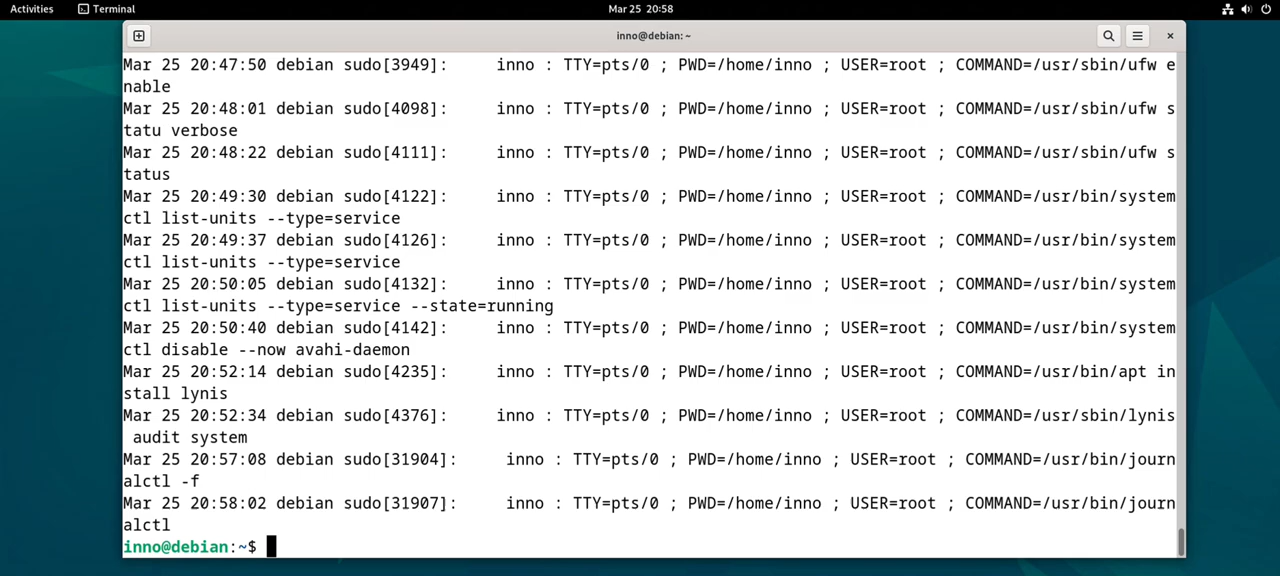 Activities
Terminal
Mar 25 20:58
inno@debian: ~
Mar 25 20:47:50 debian sudo[3949]:     inno : TTY=pts/0 ; PWD=/home/inno ; USER=root ; COMMAND=/usr/sbin/ufw e
nable
Mar 25 20:48:01 debian sudo[4098]:     inno : TTY=pts/0 ; PWD=/home/inno ; USER=root ; COMMAND=/usr/sbin/ufw s
tatu verbose
Mar 25 20:48:22 debian sudo[4111]:     inno : TTY=pts/0 ; PWD=/home/inno ; USER=root ; COMMAND=/usr/sbin/ufw s
tatus
Mar 25 20:49:30 debian sudo[4122]:     inno : TTY=pts/0 ; PWD=/home/inno ; USER=root ; COMMAND=/usr/bin/system
ctl list-units --type=service
Mar 25 20:49:37 debian sudo[4126]:     inno : TTY=pts/0 ; PWD=/home/inno ; USER=root ; COMMAND=/usr/bin/system
ctl list-units --type=service
Mar 25 20:50:05 debian sudo[4132]:     inno : TTY=pts/0 ; PWD=/home/inno ; USER=root ; COMMAND=/usr/bin/system
ctl list-units --type=service --state=running
Mar 25 20:50:40 debian sudo[4142]:     inno : TTY=pts/0 ; PWD=/home/inno ; USER=root ; COMMAND=/usr/bin/system
ctl disable --now avahi-daemon
Mar 25 20:52:14 debian sudo[4235]:     inno : TTY=pts/0 ; PWD=/home/inno ; USER=root ; COMMAND=/usr/bin/apt in
stall lynis
Mar 25 20:52:34 debian sudo[4376]:     inno : TTY=pts/0 ; PWD=/home/inno ; USER=root ; COMMAND=/usr/sbin/lynis
 audit system
Mar 25 20:57:08 debian sudo[31904]:     inno : TTY=pts/0 ; PWD=/home/inno ; USER=root ; COMMAND=/usr/bin/journ
alctl -f
Mar 25 20:58:02 debian sudo[31907]:     inno : TTY=pts/0 ; PWD=/home/inno ; USER=root ; COMMAND=/usr/bin/journ
alctl
inno@debian:~$